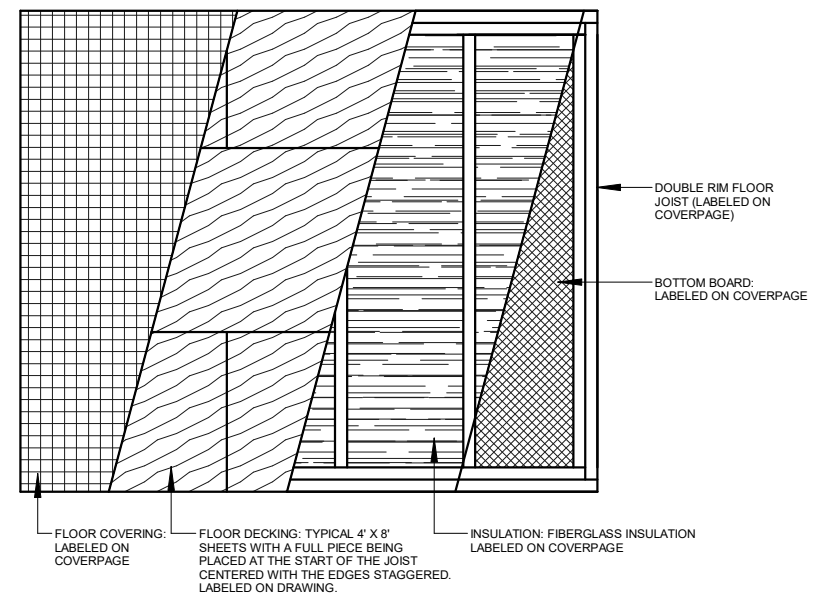 DOUBLE RIM FLOOR
JOIST (LABELED ON
COVERPAGE)
BOTTOM BOARD:
LABELED ON COVERPAGE
FLOOR COVERING:
LABELED ON
COVERPAGE
FLOOR DECKING: TYPICAL 4' X 8'
SHEETS WITH A FULL PIECE BEING
PLACED AT THE START OF THE JOIST
CENTERED WITH THE EDGES STAGGERED.
LABELED ON DRAWING.
INSULATION: FIBERGLASS INSULATION
LABELED ON COVERPAGE